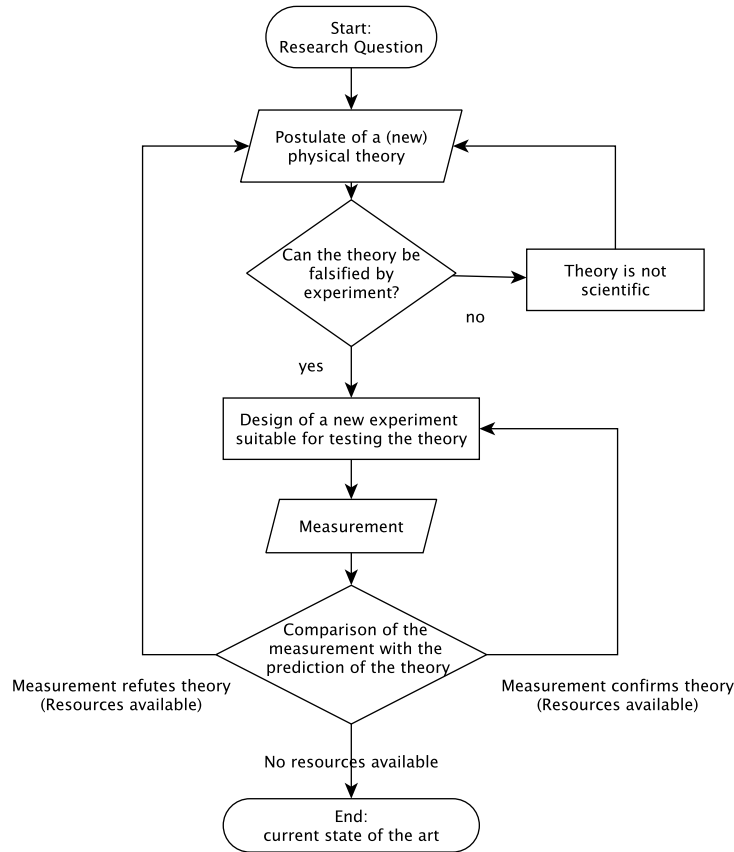 Start:
Research Question
Postulate of a (new)
physical theory
Can the theory be
falsified by
experiment?
Theory is not
scientific
no
yes
Design of a new experiment
suitable for testing the theory
Measurement
Comparison of the
measurement with the
prediction of the theory
Measurement refutes theory
(Resources available)
Measurement confirms theory
(Resources available)
No resources available
End:
current state of the art